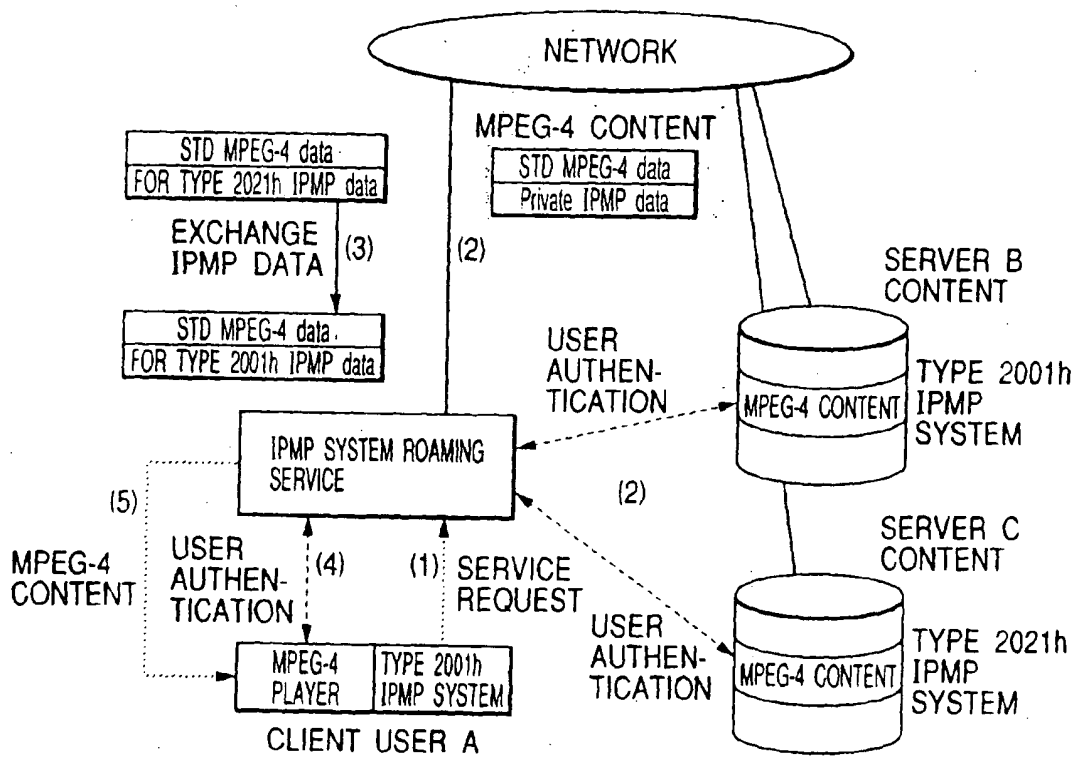 NETWORK
MPEG-4 CONTENT
STD MPEG-4 data
Private IPMP data
STD MPEG-4 data
FOR TYPE 2021h IPMP data
EXCHANGE
IPMP DATA
(3)
(2)
STD MPEG-4 data
FOR TYPE 2001h IPMP data
SERVER B
CONTENT
USER
AUTHEN-
TICATION
MPEG-4 CONTENT
TYPE 2001h
IPMP
SYSTEM
IPMP SYSTEM ROAMING
SERVICE
(2)
(5)
MPEG-4
CONTENT
USER
AUTHEN-
TICATION
(4)
(1)
SERVICE
REQUEST
SERVER C
CONTENT
USER
AUTHEN-
TICATION
MPEG-4 CONTENT
TYPE 2021h
IPMP
SYSTEM
MPEG-4
PLAYER
TYPE 2001h
IPMP SYSTEM
CLIENT USER A